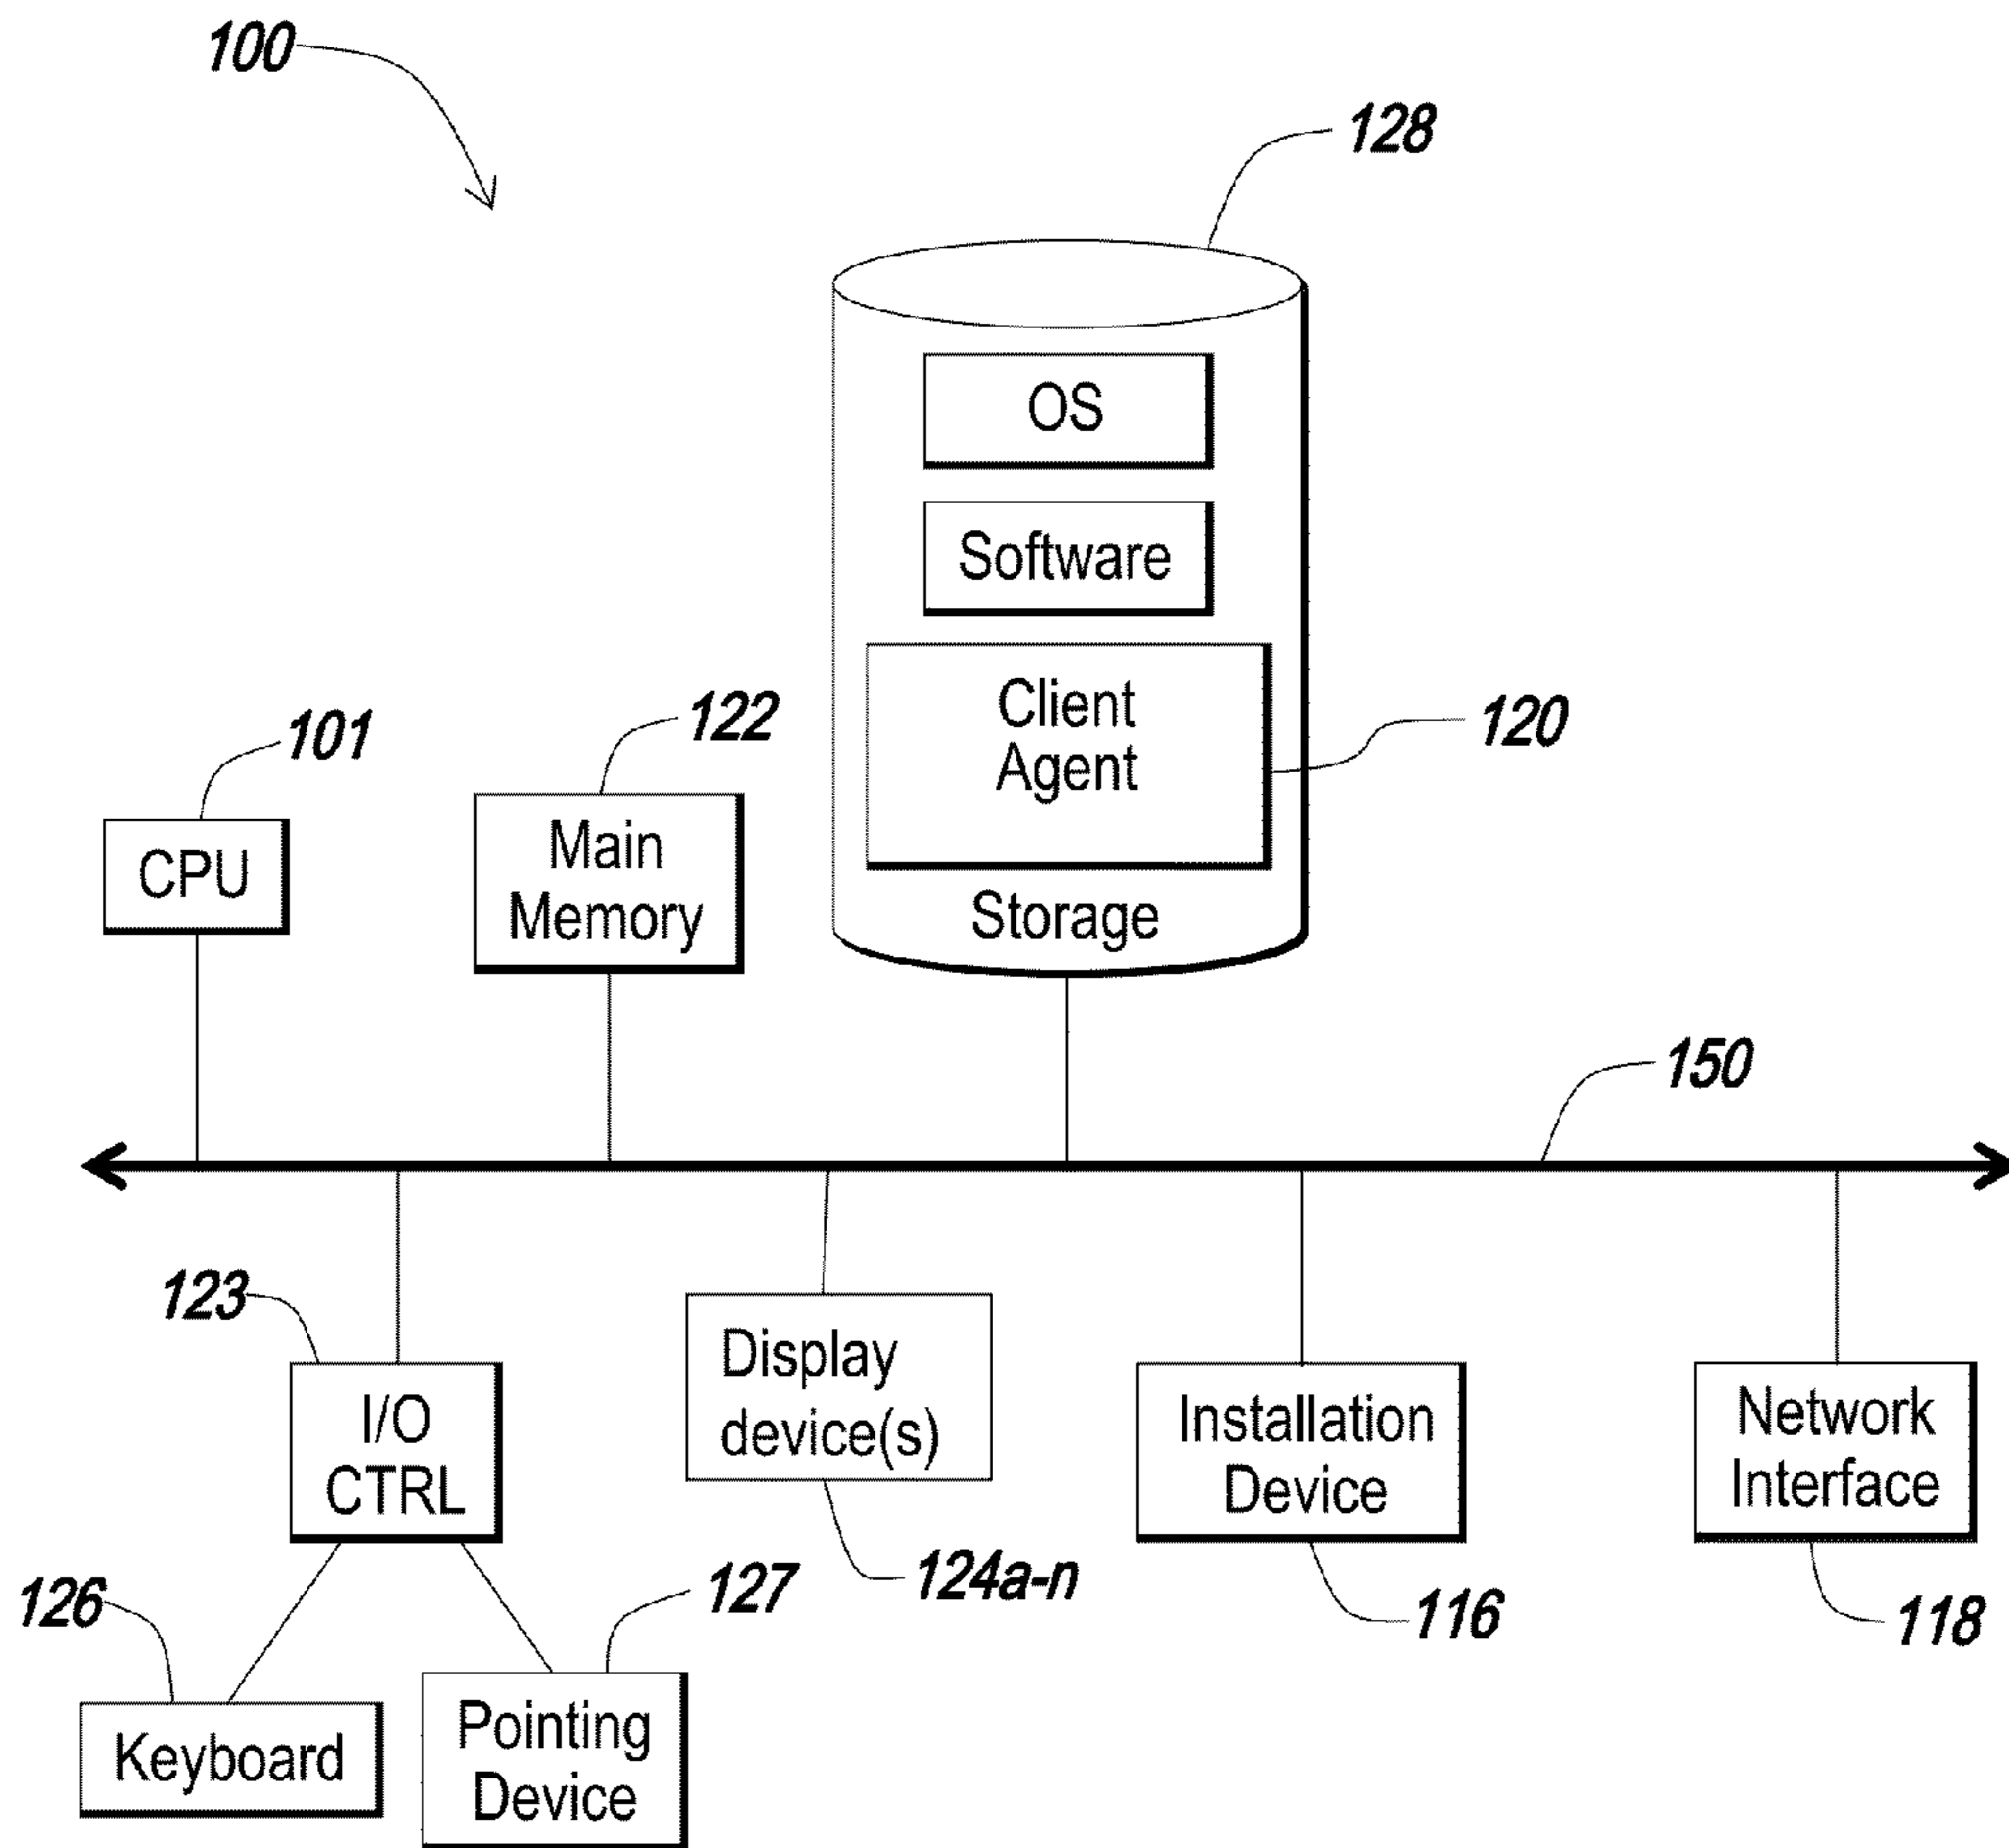 100
128
OS
Software
Client
Agent
120
Storage
101
CPU
122
Main
Memory
150
123
I/O
CTRL
Display
device(s)
124a-n
Installation
Device
116
Network
Interface
118
126
Keyboard
127
Pointing
Device